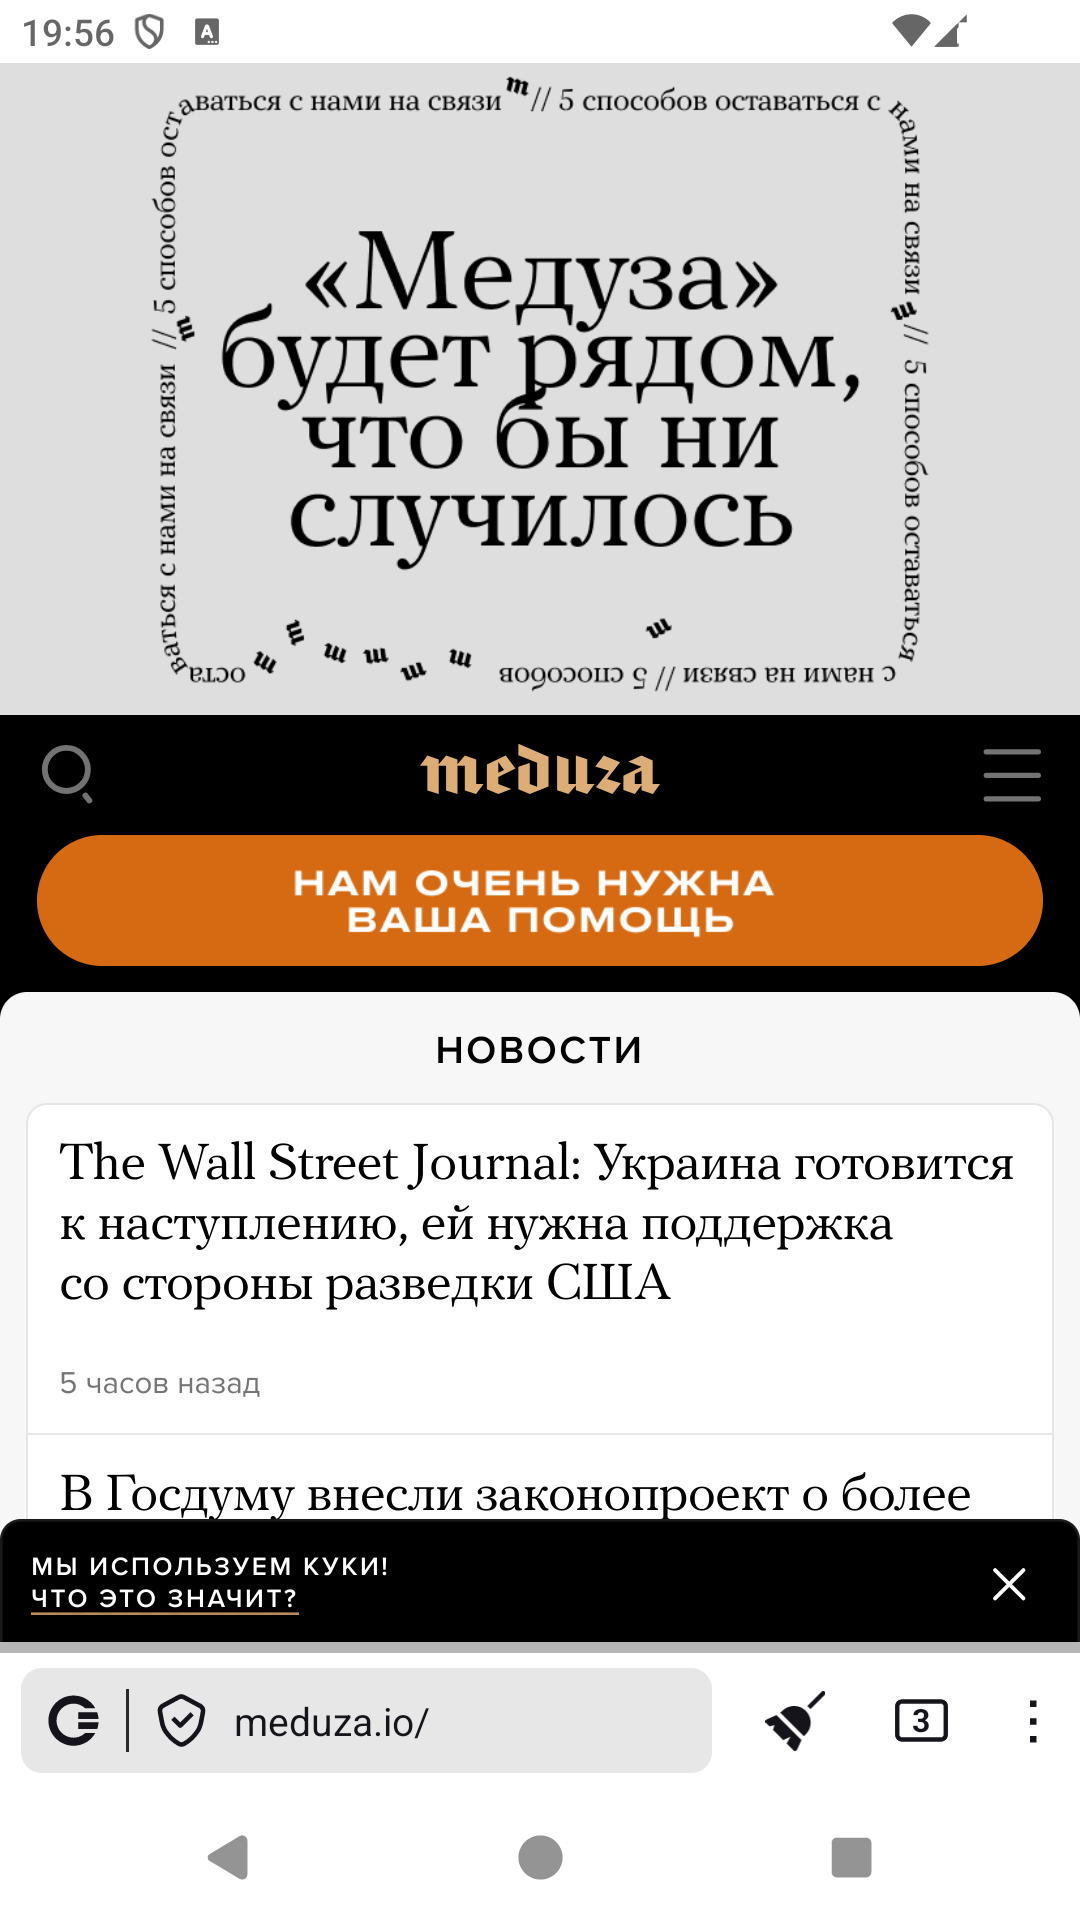 19:56
оставаться с нами на связи // 5 способов оставаться с нами на связи // 5 способов оставаться с нами на связи // 5 способов оставаться с нами на связи // 5 способов
«Медуза»
будет рядом,
что бы ни
случилось
meduza
НАМ ОЧЕНЬ НУЖНА
ВАША ПОМОЩЬ
НОВОСТИ
The Wall Street Journal: Украина готовится
к наступлению, ей нужна поддержка
со стороны разведки США
5 часов назад
В Госдуму внесли законопроект о более
МЫ ИСПОЛЬЗУЕМ КУКИ!
ЧТО ЭТО ЗНАЧИТ?
meduza.io/
3